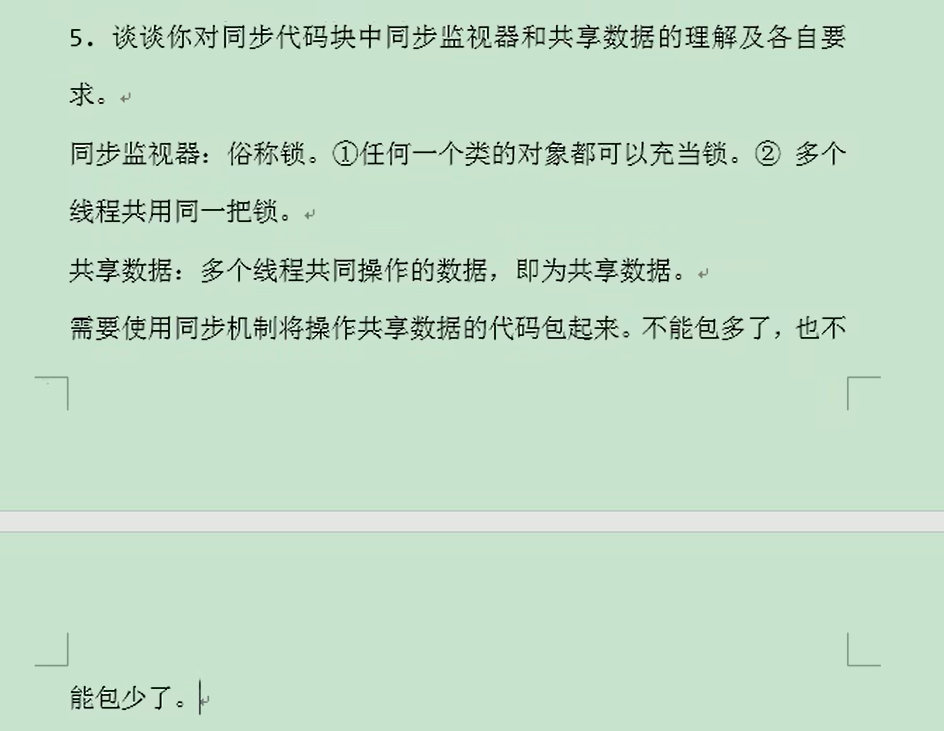 5. 谈谈你对同步代码块中同步监视器和共享数据的理解及各自要
求。
同步监视器：俗称锁。①任何一个类的对象都可以充当锁。② 多个
线程共用同一把锁。
共享数据：多个线程共同操作的数据，即为共享数据。
需要使用同步机制将操作共享数据的代码包起来。不能包多了，也不
能包少了。